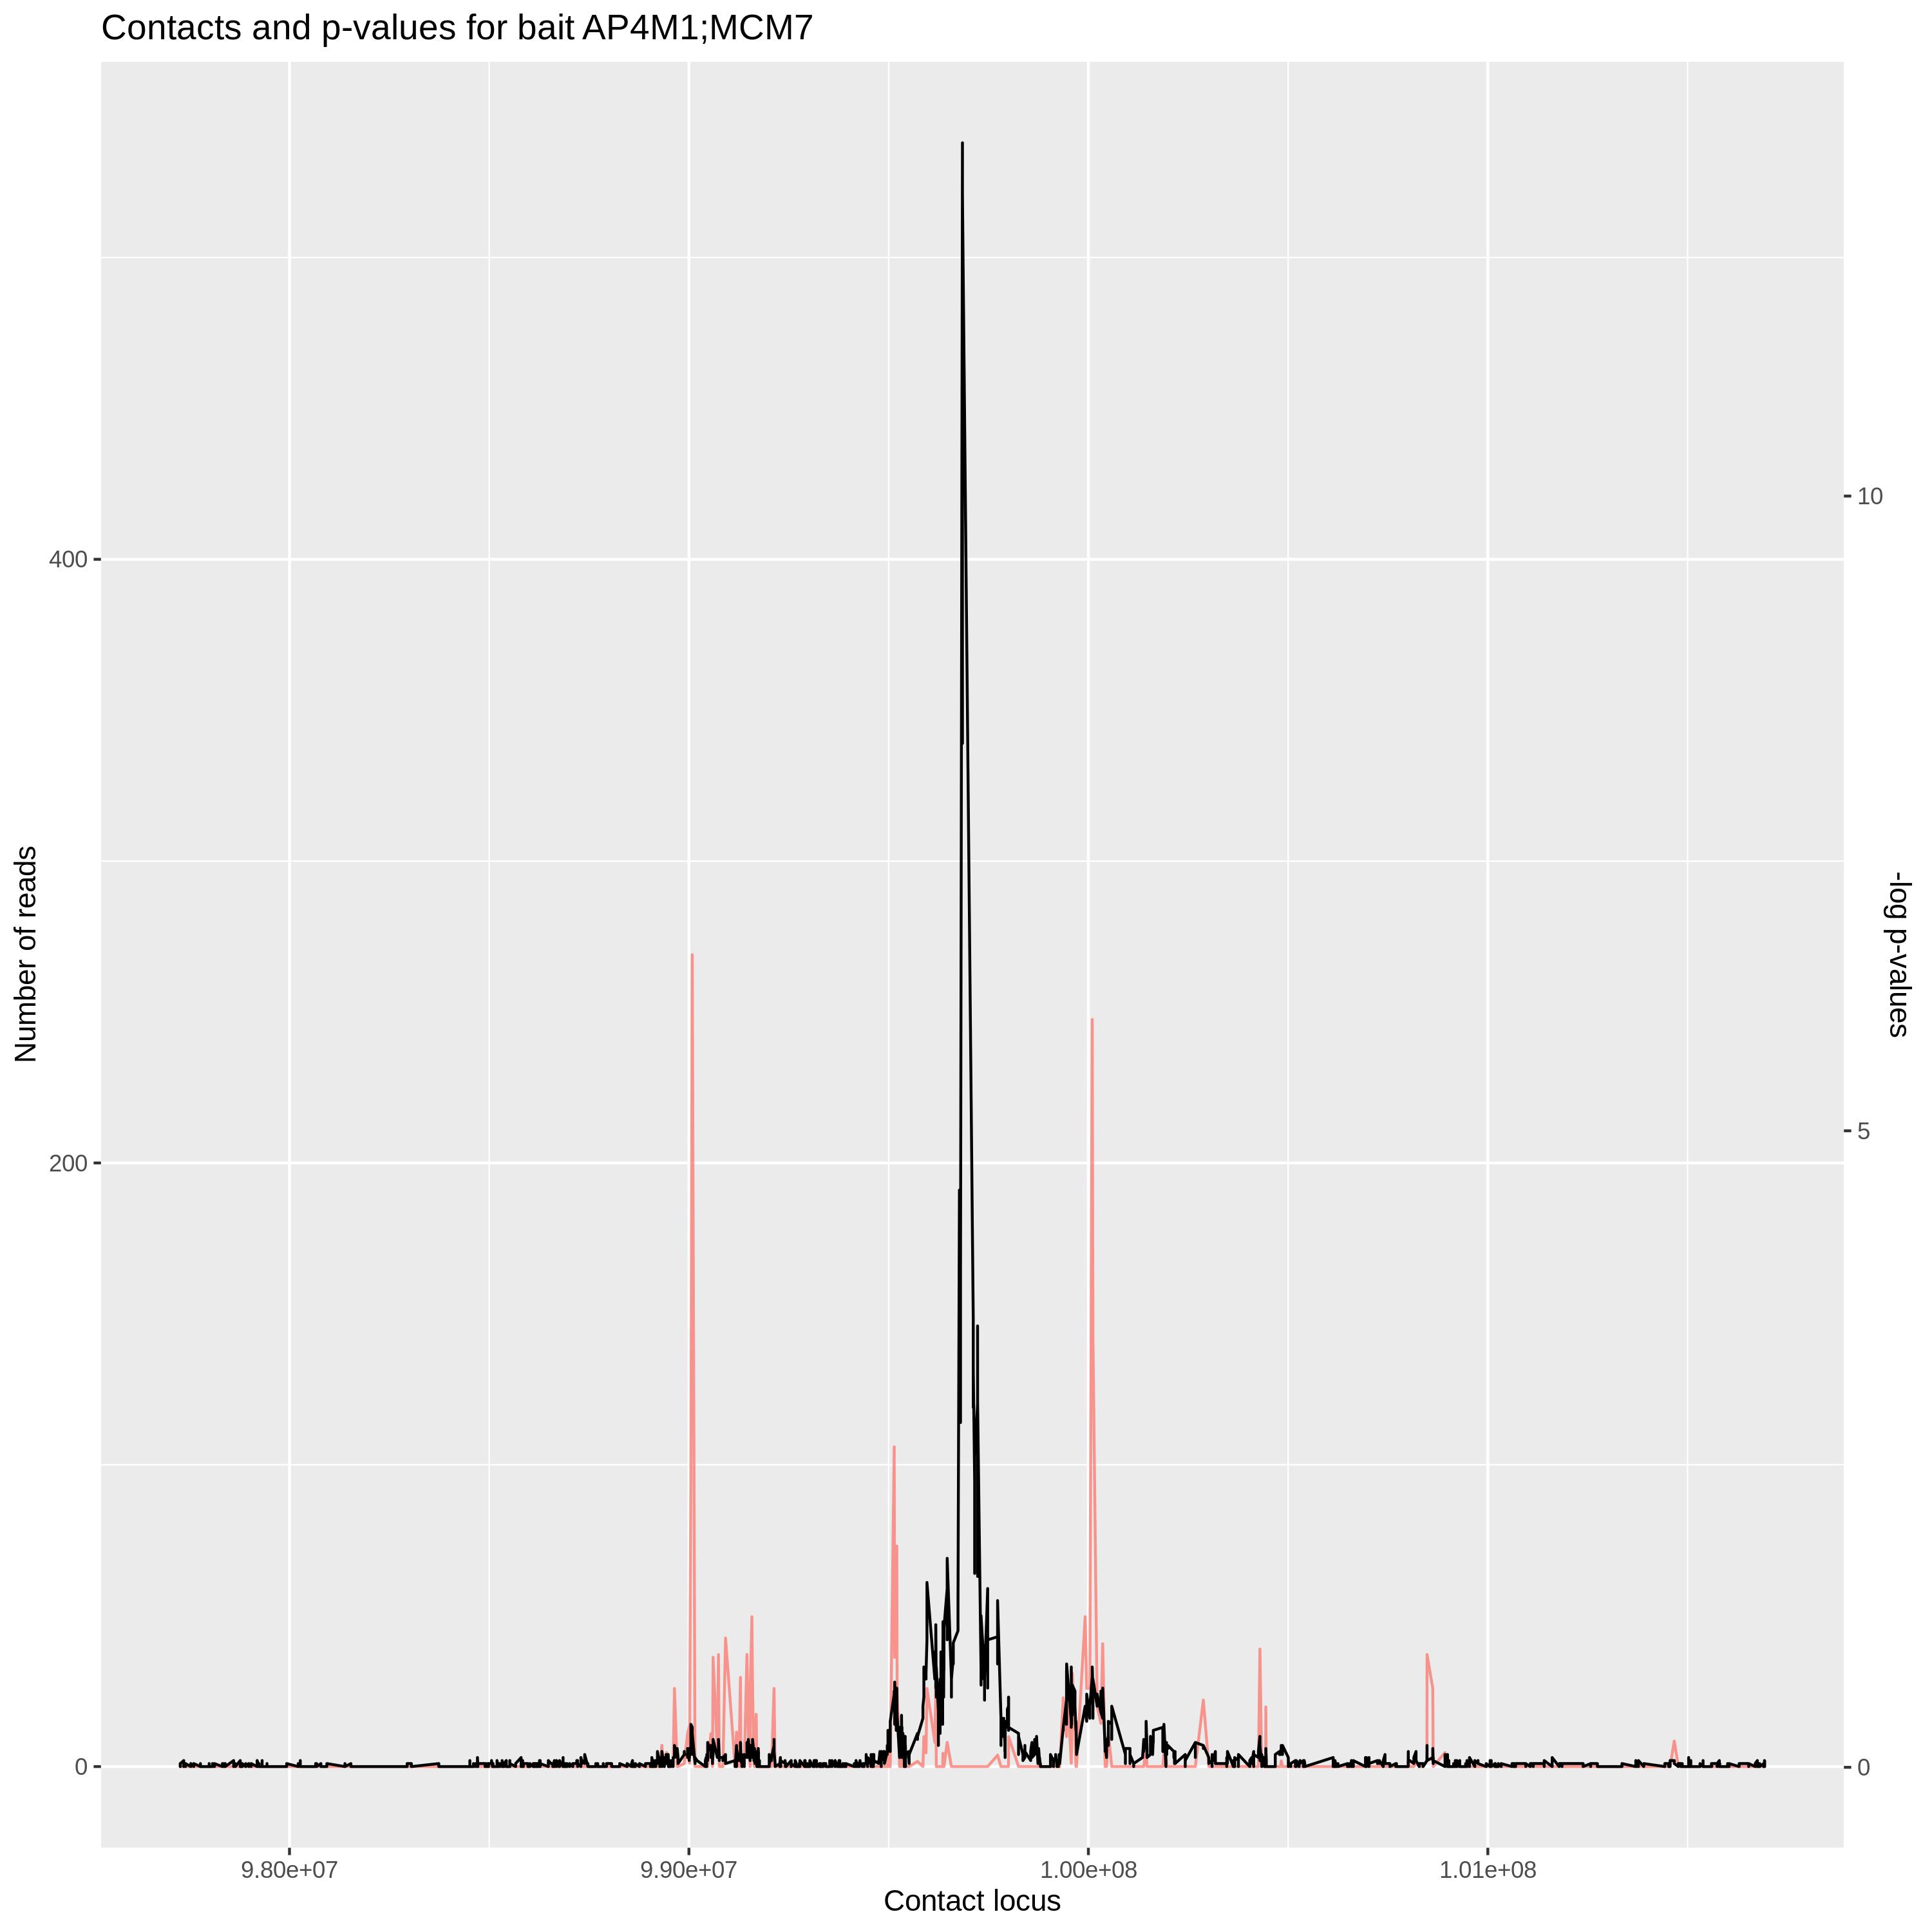 Contacts and p-values for bait AP4M1;MCM7
Number of reads
400
200
0
10
5
0
-log p-values
9.80e+07
9.90e+07
1.00e+08
1.01e+08
Contact locus